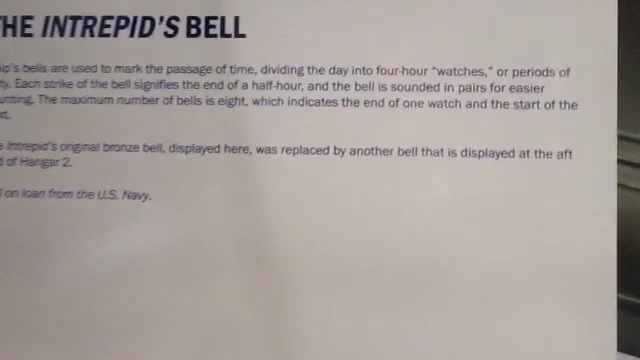 HE INTREPID'S BELL
ip's bells are used to mark the passage of time, dividing the day into four-hour "watches," or periods of
ty. Each strike of the bell signifies the end of a half-hour, and the bell is sounded in pairs for easier
unting. The maximum number of bells is eight, which indicates the end of one watch and the start of the
xt.
e Intrepid's original bronze bell, displayed here, was replaced by another bell that is displayed at the aft
d of Hangar 2.
l on loan from the U.S. Navy.